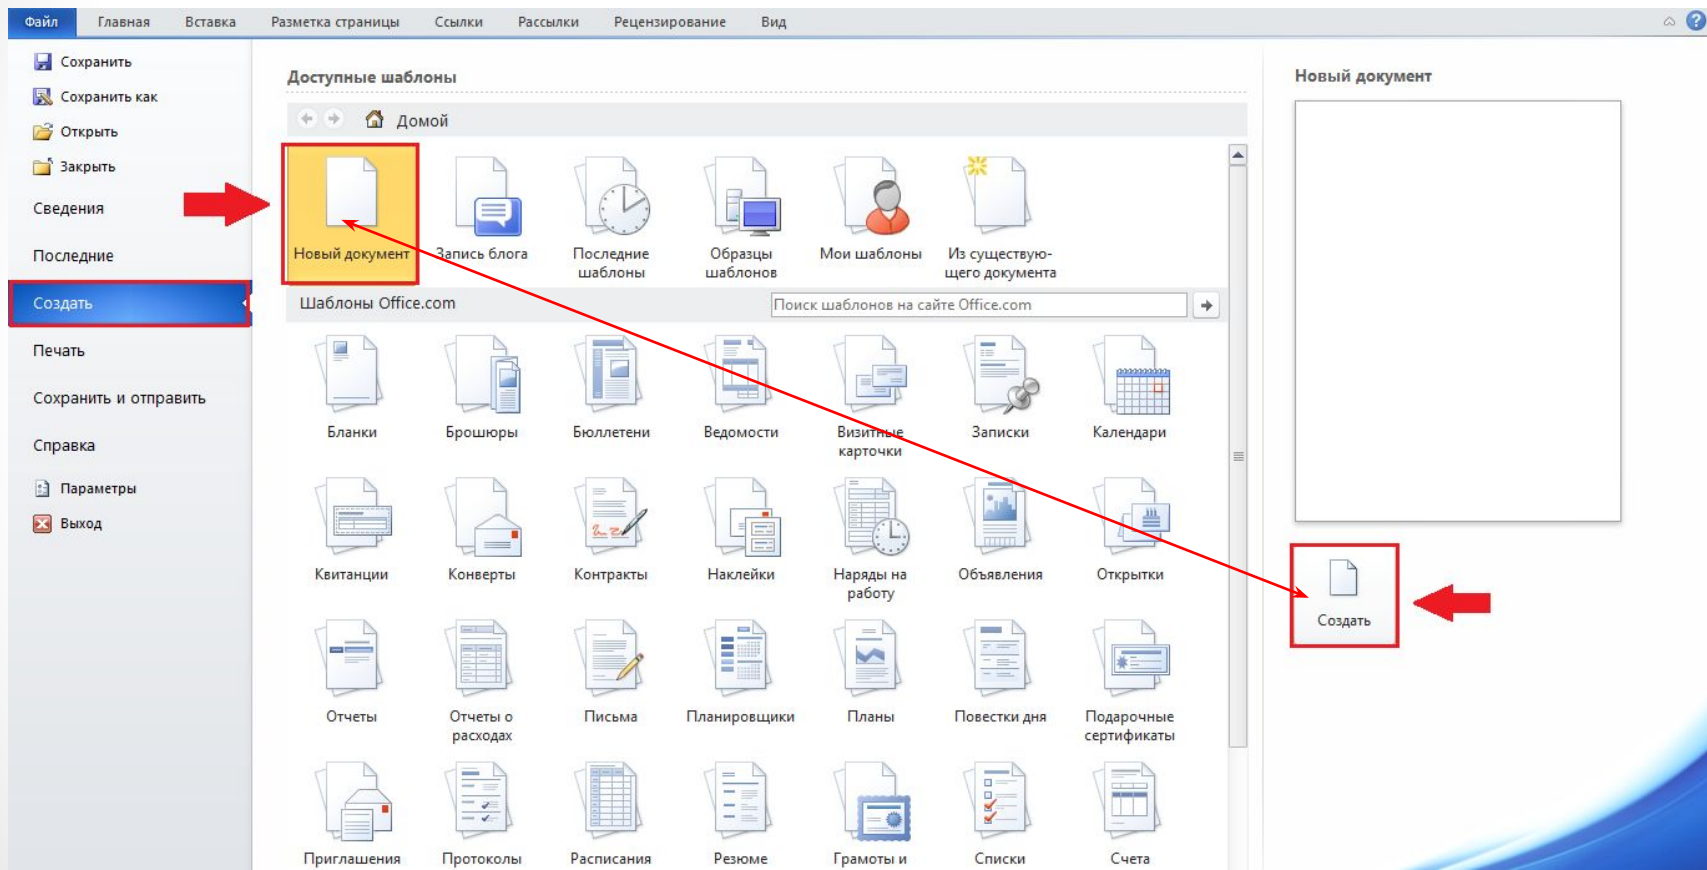 Файл Главная Вставка Разметка страницы Ссылки Рассылки Рецензирование Вид
Сохранить
Сохранить как
Открыть
Закрыть
Сведения
Последние
Создать
Печать
Сохранить и отправить
Справка
Параметры
Выход
Доступные шаблоны
Домой
Новый документ Запись блога Последние Образцы Мои шаблоны Из существую-
шаблоны шаблонов щего документа
Шаблоны Office.com Поиск шаблонов на сайте Office.com
Бланки Брошюры Бюллетени Ведомости Визитные Записки Календари
карточки
Квитанции Конверты Контракты Наклейки Наряды на Объявления Открытки
работу
Отчеты Отчеты о Письма Планировщики Планы Повестки дня Подарочные
расходах сертификаты
Приглашения Протоколы Расписания Резюме Грамоты и Списки Счета
Новый документ
Создать